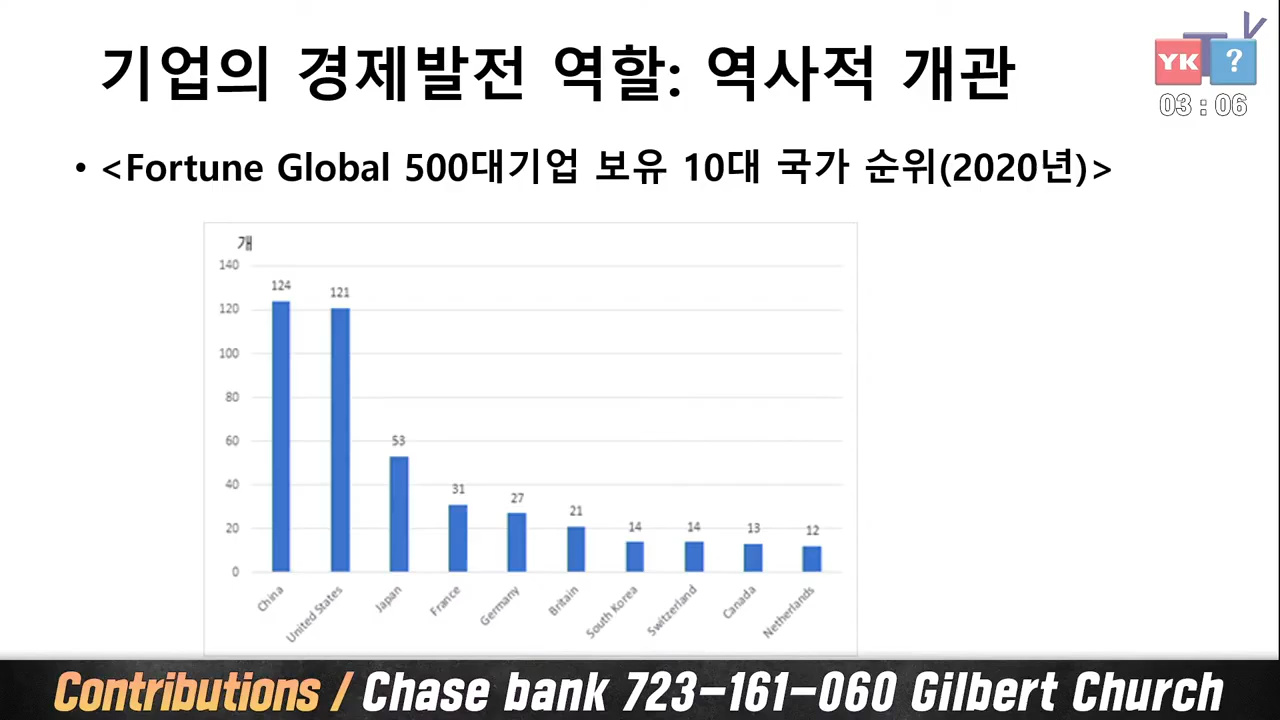 기업의 경제발전 역할: 역사적 개관
YK
T
V
?
03 : 06
• <Fortune Global 500대기업 보유 10대 국가 순위(2020년)>
개
140
120
100
80
60
40
20
0
124
121
53
31
27
21
14
14
13
12
China
United States
Japan
France
Germany
Britain
South Korea
Switzerland
Canada
Netherlands
Contributions / Chase bank 723-161-060 Gilbert Church